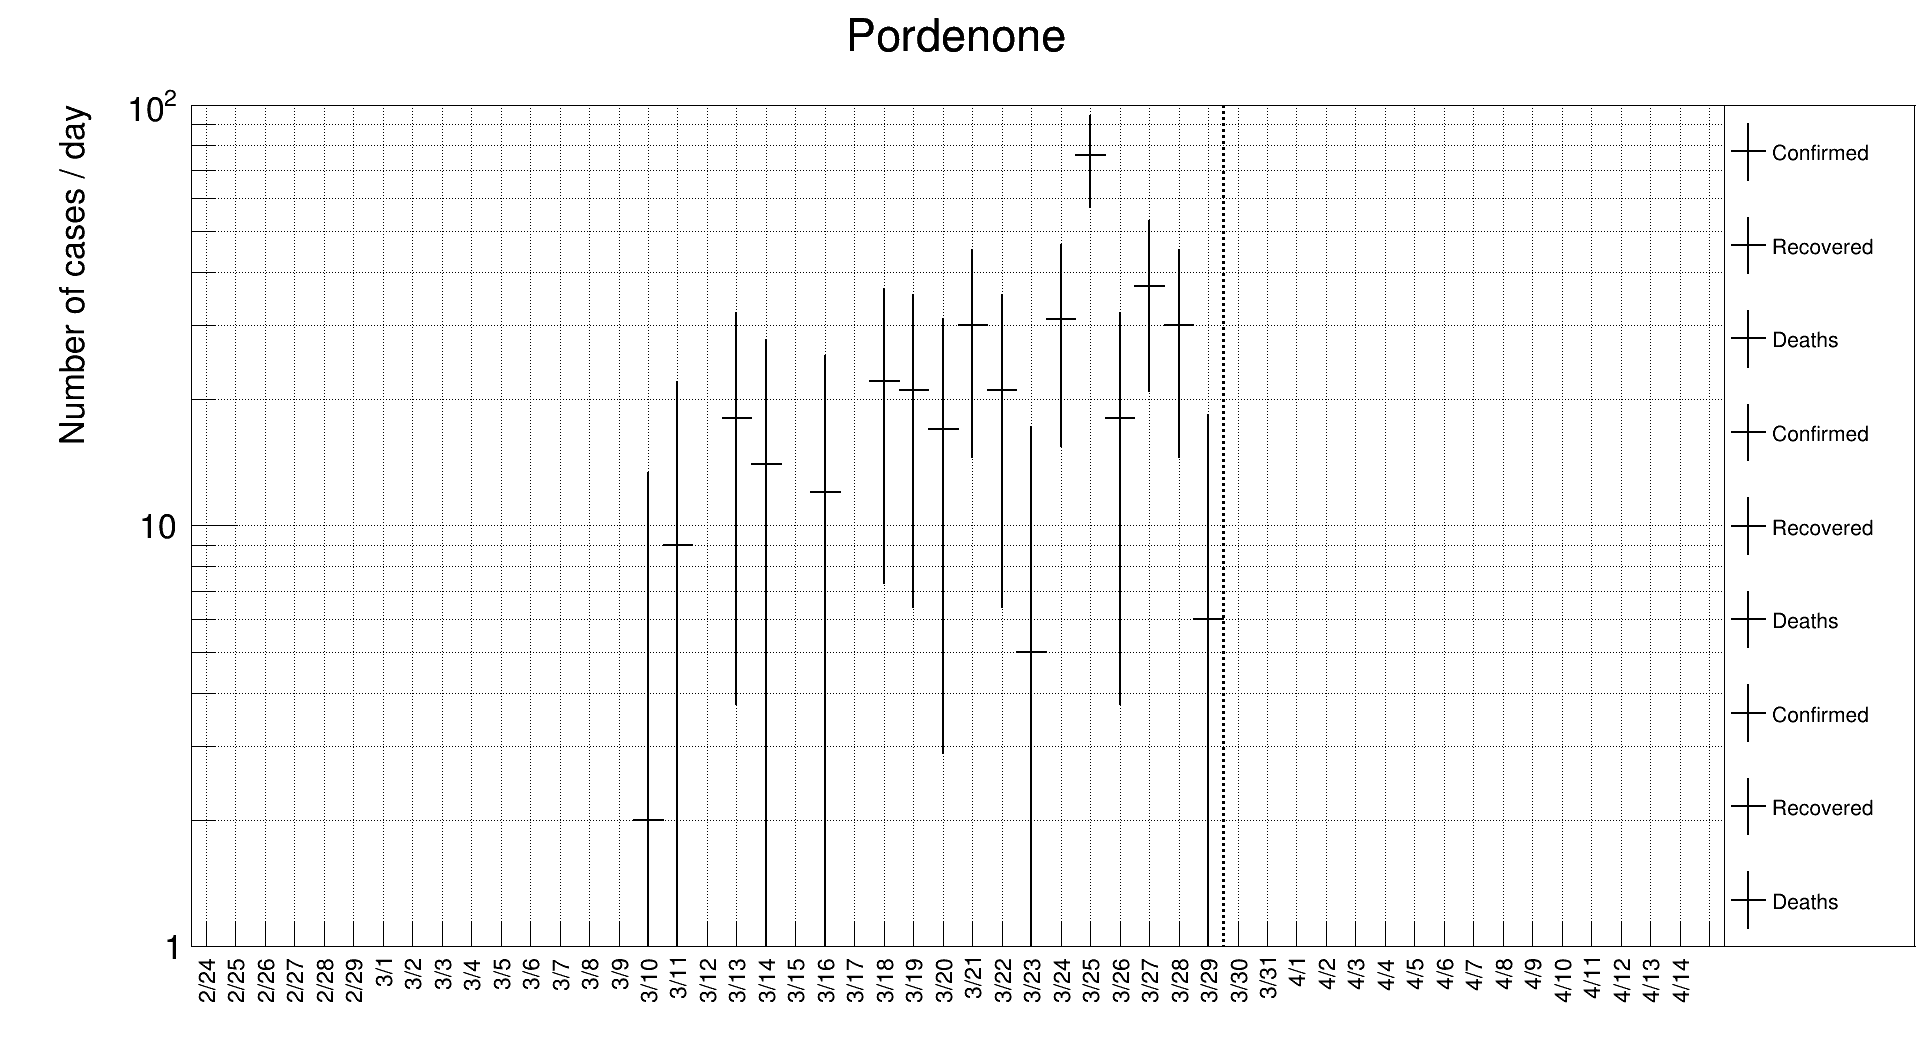 Pordenone
Number of cases / day
10²
10
1
2/24 2/25 2/26 2/27 2/28 2/29 3/1 3/2 3/3 3/4 3/5 3/6 3/7 3/8 3/9 3/10 3/11 3/12 3/13 3/14 3/15 3/16 3/17 3/18 3/19 3/20 3/21 3/22 3/23 3/24 3/25 3/26 3/27 3/28 3/29 3/30 3/31 4/1 4/2 4/3 4/4 4/5 4/6 4/7 4/8 4/9 4/10 4/11 4/12 4/13 4/14
Confirmed
Recovered
Deaths
Confirmed
Recovered
Deaths
Confirmed
Recovered
Deaths